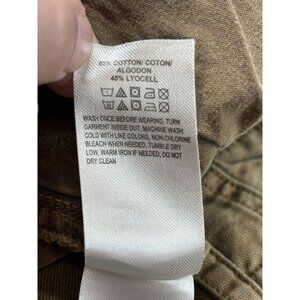 55% COTTON/ COTON/
ALGODON
45% LYOCELL
WASH ONCE BEFORE WEARING, TURN
GARMENT INSIDE OUT, MACHINE WASH
COLD WITH LIKE COLORS, NON-CHLORINE
BLEACH WHEN NEEDED, TUMBLE DRY
LOW, WARM IRON IF NEEDED, DO NOT
DRY CLEAN